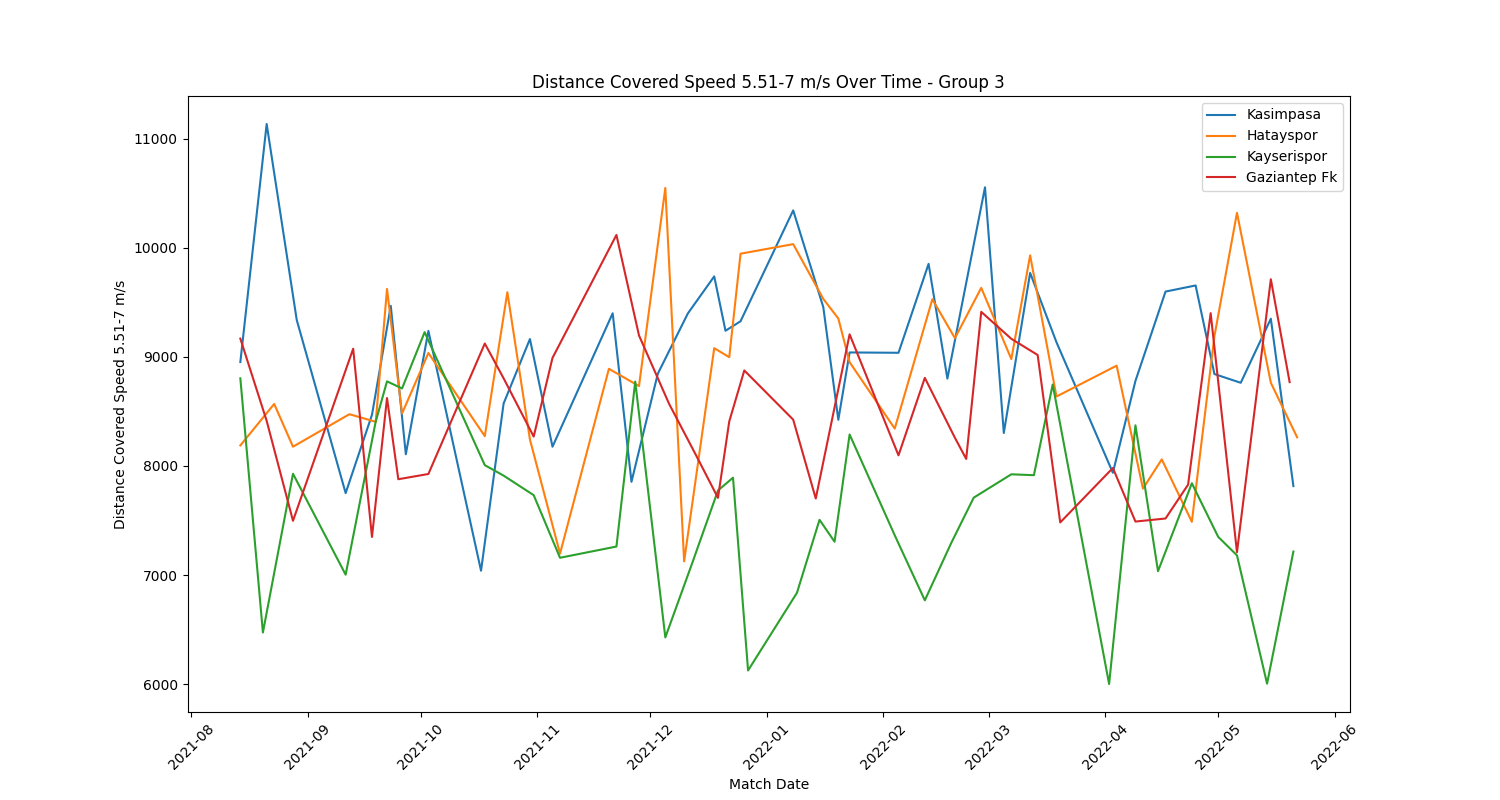 Distance Covered Speed 5.51-7 m/s Over Time - Group 3
Kasimpasa
Hatayspor
Kayserispor
Gaziantep Fk
Distance Covered Speed 5.51-7 m/s
11000
10000
9000
8000
7000
6000
2021-08
2021-09
2021-10
2021-11
2021-12
2022-01
2022-02
2022-03
2022-04
2022-05
2022-06
Match Date